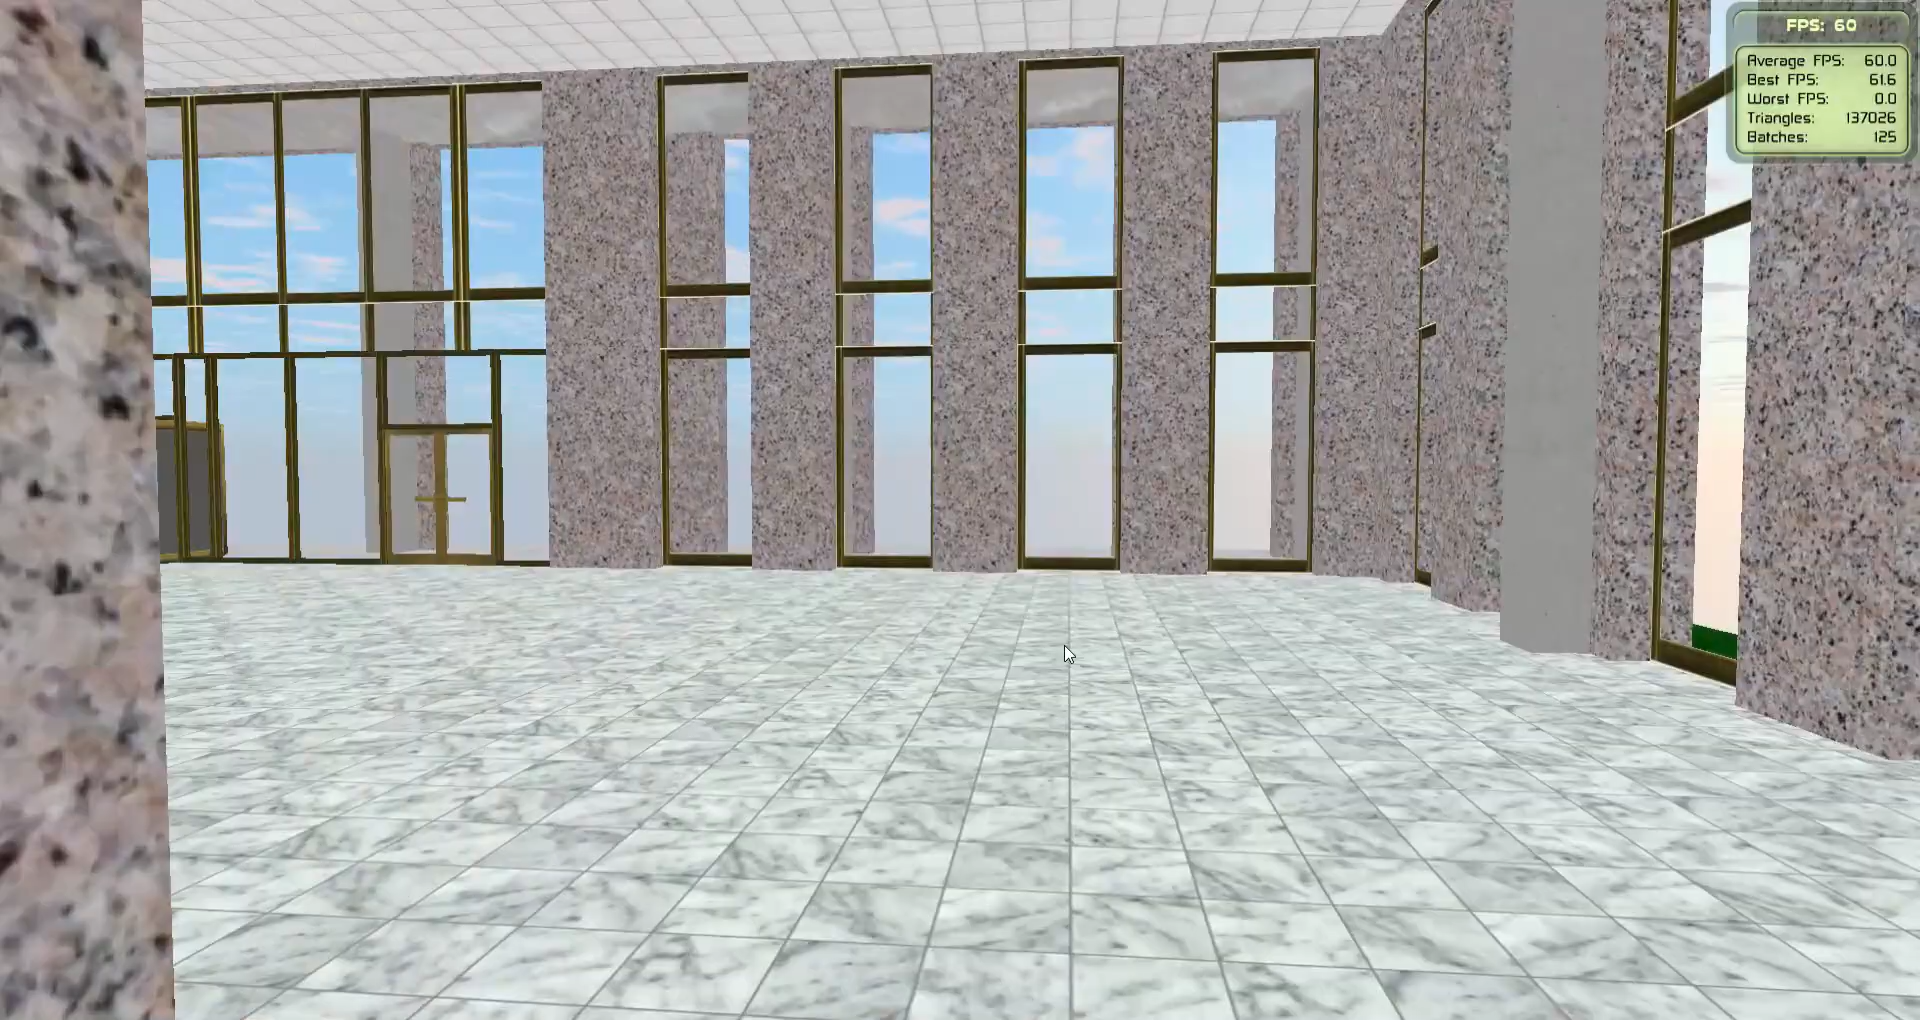 FPS: 60
Average FPS: 60.0
Best FPS: 61.6
Worst FPS: 0.0
Triangles: 137026
Batches: 125